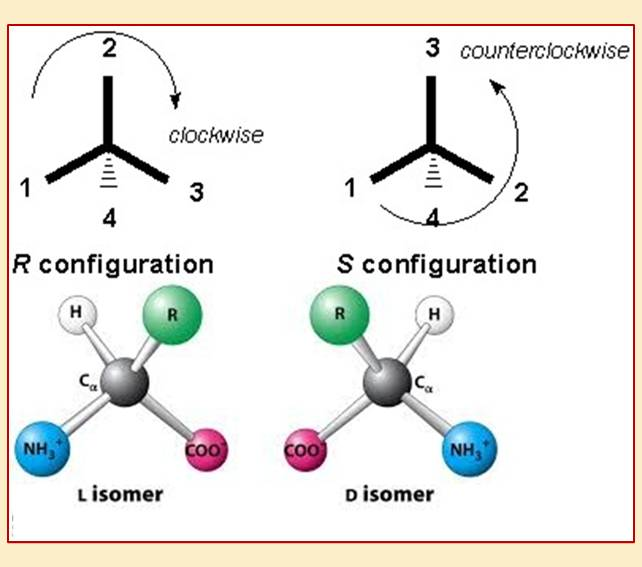 2
clockwise
1
3
4
R configuration
3
counterclockwise
1
2
4
S configuration
H
R
Cα
NH3+
COO-
L isomer
R
H
Cα
COO-
NH3+
D isomer